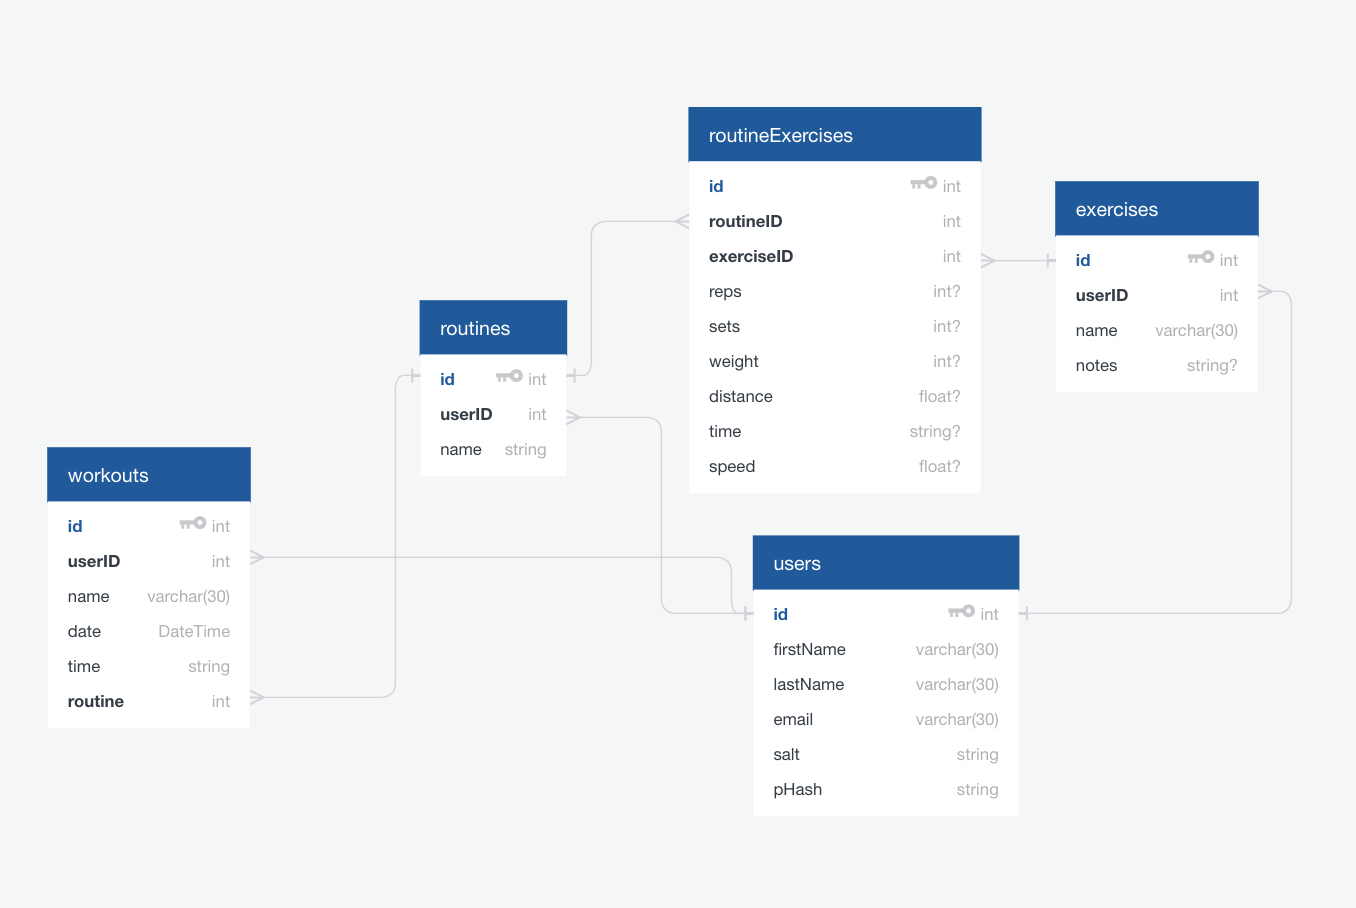 routineExercises
id int
routineID int
exerciseID int
reps int?
sets int?
weight int?
distance float?
time string?
speed float?
exercises
id int
userID int
name varchar(30)
notes string?
routines
id int
userID int
name string
workouts
id int
userID int
name varchar(30)
date DateTime
time string
routine int
users
id int
firstName varchar(30)
lastName varchar(30)
email varchar(30)
salt string
pHash string